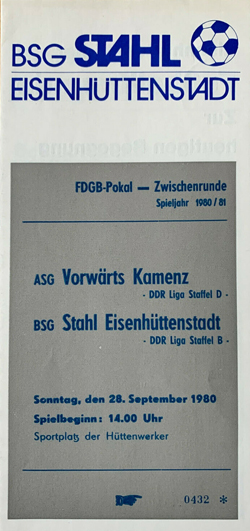 BSG STAHL
EISENHÜTTENSTADT
FDGB-Pokal — Zwischenrunde
Spieljahr 1980/81
ASG Vorwärts Kamenz
- DDR Liga Staffel D -
BSG Stahl Eisenhüttenstadt
- DDR Liga Staffel B -
Sonntag, den 28. September 1980
Spielbeginn: 14.00 Uhr
Sportplatz der Hüttenwerker
0432 *